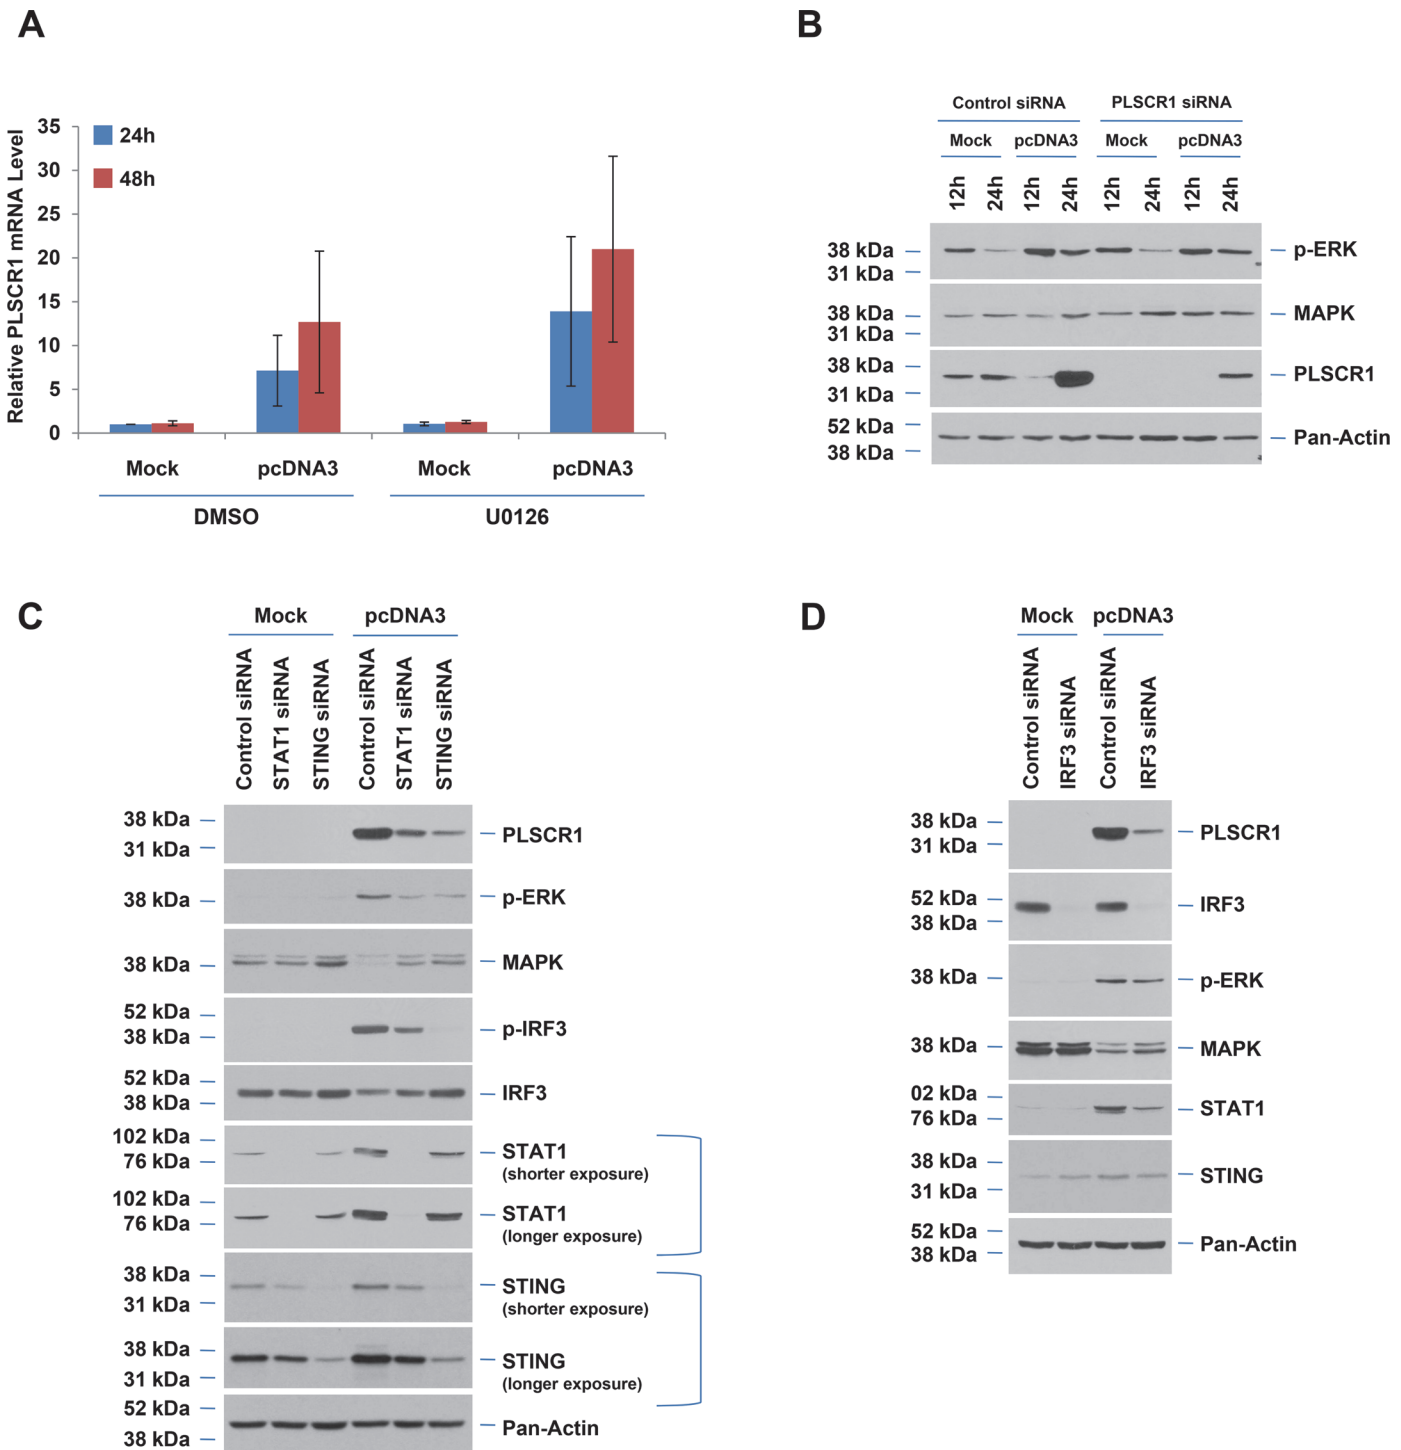 A
Relative PLSCR1 mRNA Level
35
30
25
20
15
10
5
0
24h
48h
Mock
pcDNA3
Mock
pcDNA3
DMSO
U0126
B
Control siRNA
PLSCR1 siRNA
Mock
pcDNA3
Mock
pcDNA3
12h
24h
12h
24h
12h
24h
12h
24h
38 kDa
31 kDa
p-ERK
38 kDa
31 kDa
MAPK
38 kDa
31 kDa
PLSCR1
52 kDa
38 kDa
Pan-Actin
C
Mock
pcDNA3
Control siRNA
STAT1 siRNA
STING siRNA
Control siRNA
STAT1 siRNA
STING siRNA
38 kDa
31 kDa
PLSCR1
38 kDa
p-ERK
38 kDa
MAPK
52 kDa
38 kDa
p-IRF3
52 kDa
38 kDa
IRF3
102 kDa
76 kDa
STAT1
(shorter exposure)
102 kDa
76 kDa
STAT1
(longer exposure)
38 kDa
31 kDa
STING
(shorter exposure)
38 kDa
31 kDa
STING
(longer exposure)
52 kDa
38 kDa
Pan-Actin
D
Mock
pcDNA3
Control siRNA
IRF3 siRNA
Control siRNA
IRF3 siRNA
38 kDa
31 kDa
PLSCR1
52 kDa
38 kDa
IRF3
38 kDa
p-ERK
38 kDa
MAPK
02 kDa
76 kDa
STAT1
38 kDa
31 kDa
STING
52 kDa
38 kDa
Pan-Actin